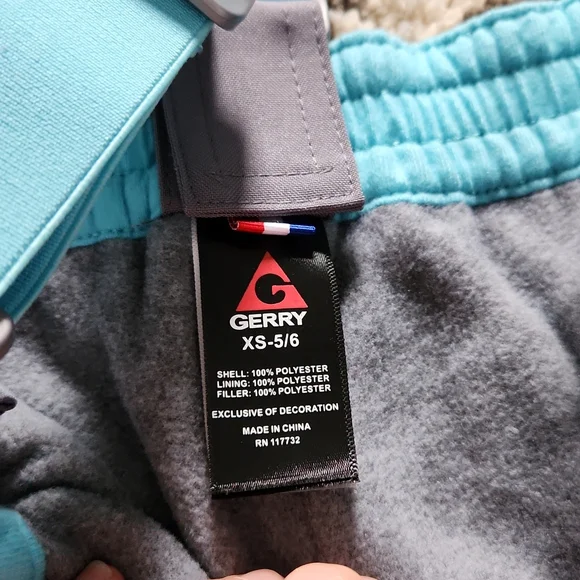 GERRY
XS-5/6
SHELL: 100% POLYESTER
LINING: 100% POLYESTER
FILLER: 100% POLYESTER
EXCLUSIVE OF DECORATION
MADE IN CHINA
RN 117732